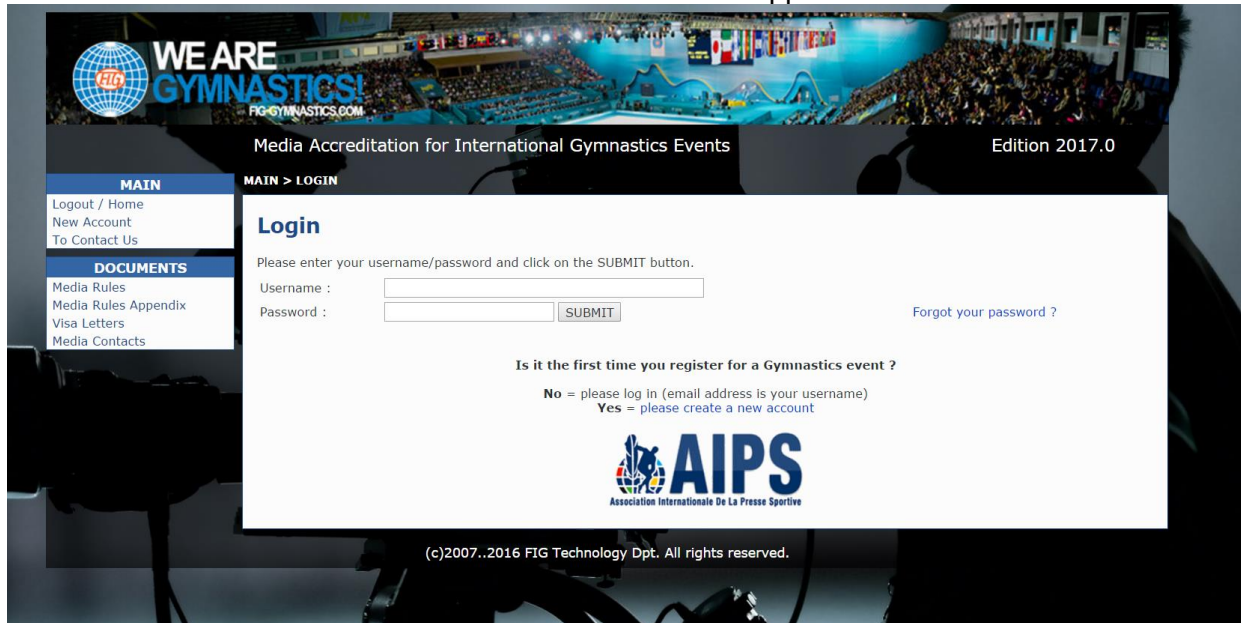 WE ARE
GYMNASTICS!
FIG-GYMNASTICS.COM
FIG
Media Accreditation for International Gymnastics Events
Edition 2017.0
MAIN
Logout / Home
New Account
To Contact Us
DOCUMENTS
Media Rules
Media Rules Appendix
Visa Letters
Media Contacts
MAIN > LOGIN
Login
Please enter your username/password and click on the SUBMIT button.
Username :
Password :
SUBMIT
Forgot your password ?
Is it the first time you register for a Gymnastics event ?
No = please log in (email address is your username)
Yes = please create a new account
AIPS
Association Internationale De La Presse Sportive
(c)2007..2016 FIG Technology Dpt. All rights reserved.